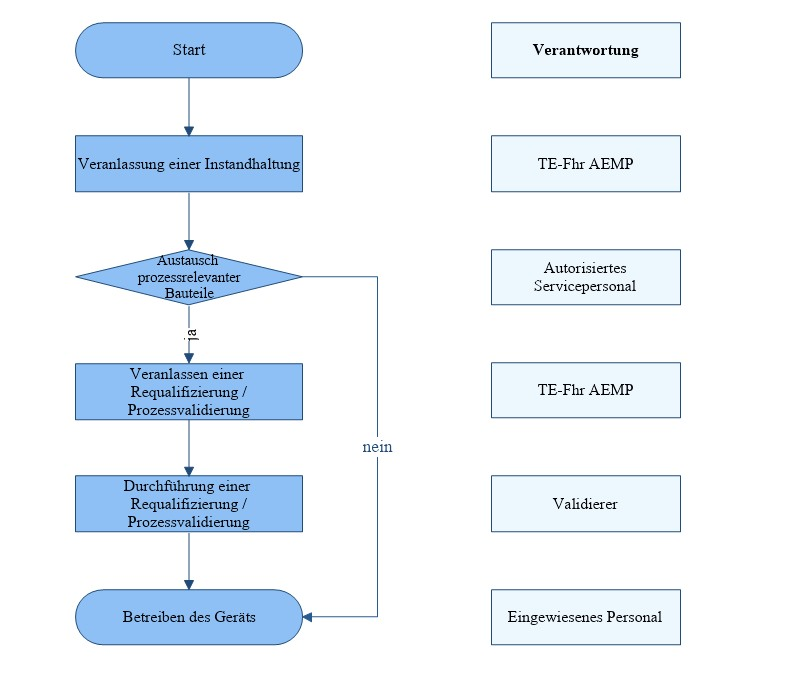 Start
Verantwortung
Veranlassung einer Instandhaltung
TE-Fhr AEMP
Austausch
prozessrelevanter
Bauteile
Autorisiertes
Servicepersonal
ja
Veranlassen einer
Requalifizierung /
Prozessvalidierung
TE-Fhr AEMP
nein
Durchführung einer
Requalifizierung /
Prozessvalidierung
Validierer
Betreiben des Geräts
Eingewiesenes Personal